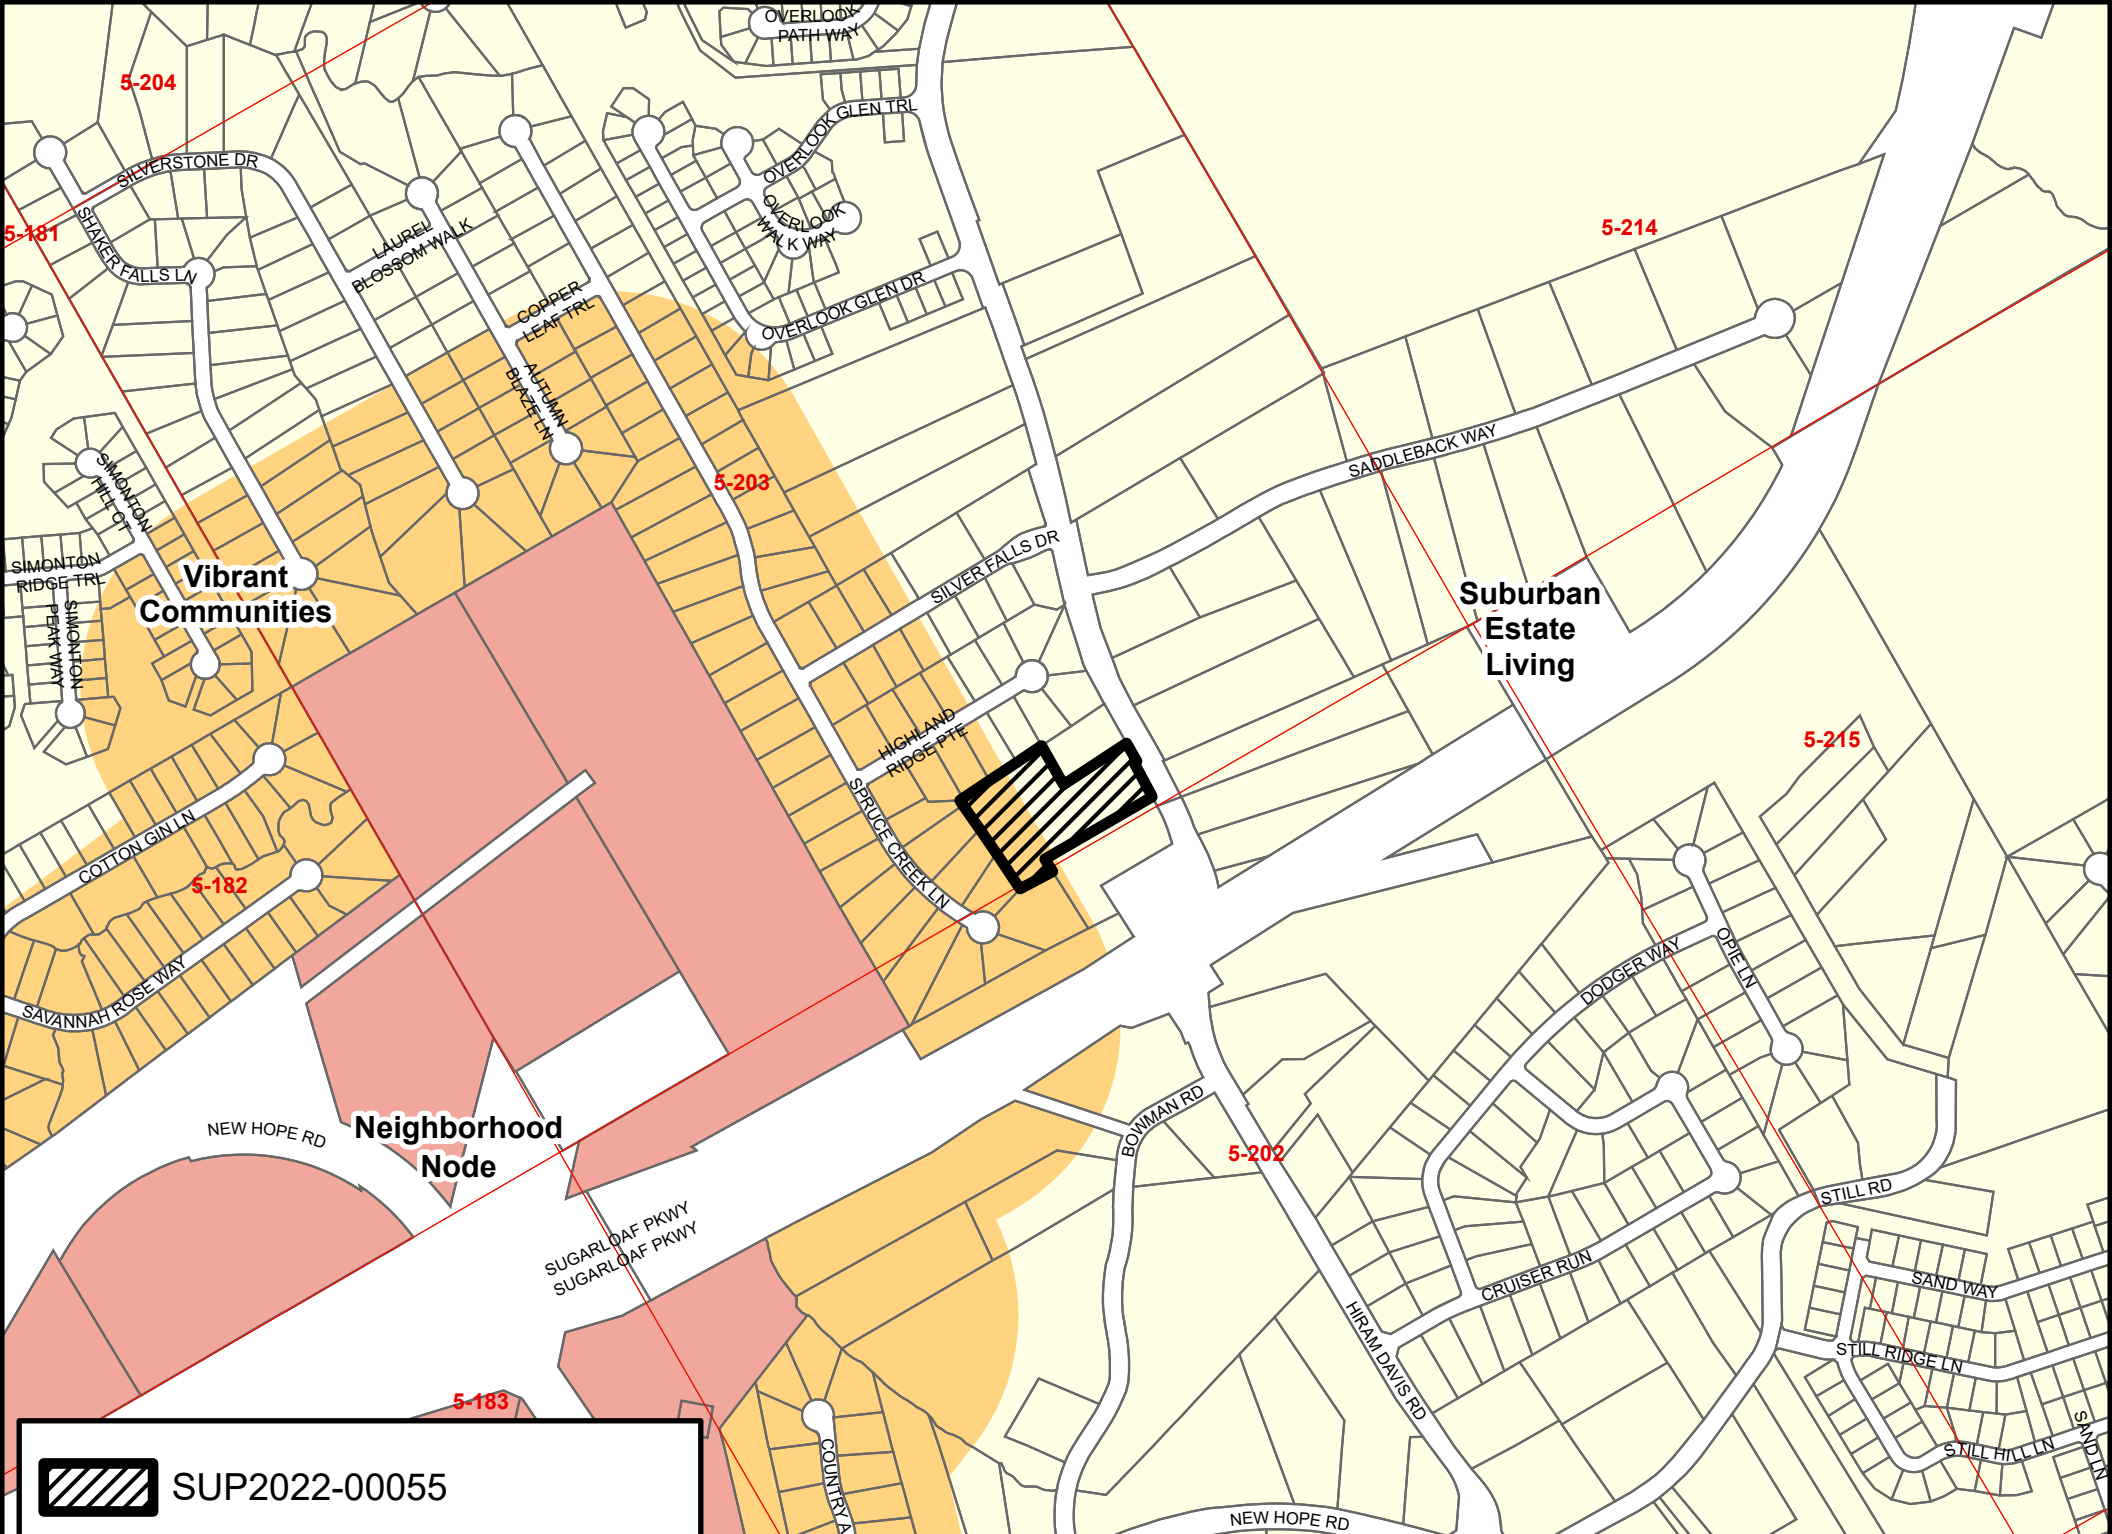 OVERLOOK
PATH WAY
5-204
OVERLOOK GLEN TRL
SILVERSTONE DR
5-181
SHAKER FALLS LN
LAUREL
BLOSSOM WALK
OVERLOOK
WALK WAY
5-214
COPPER
LEAF TRL
OVERLOOK GLEN DR
AUTUMN
BLAZE LN
SADDLEBACK WAY
SIMONTON
HILL CT
5-203
SIMONTON
RIDGE TRL
SILVER FALLS DR
Vibrant
Communities
SIMONTON
PEAK WAY
Suburban
Estate
Living
HIGHLAND
RIDGE PTE
5-215
COTTON GIN LN
SPRUCE CREEK LN
5-182
SAVANNAH ROSE WAY
DODGER WAY
OPIE LN
NEW HOPE RD
Neighborhood
Node
BOWMAN RD
5-202
STILL RD
SUGARLOAF PKWY
SUGARLOAF PKWY
CRUISER RUN
SAND WAY
HIRAM DAVIS RD
STILL RIDGE LN
5-183
COUNTRY A
STILL HILL LN
SAND LN
SUP2022-00055
NEW HOPE RD